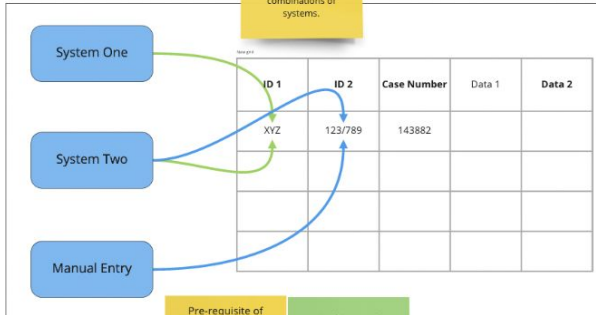 combinations of
systems.
System One
ID 1 ID 2 Case Number Data 1 Data 2
XYZ 123/789 143882
System Two
Manual Entry
Pre-requisite of